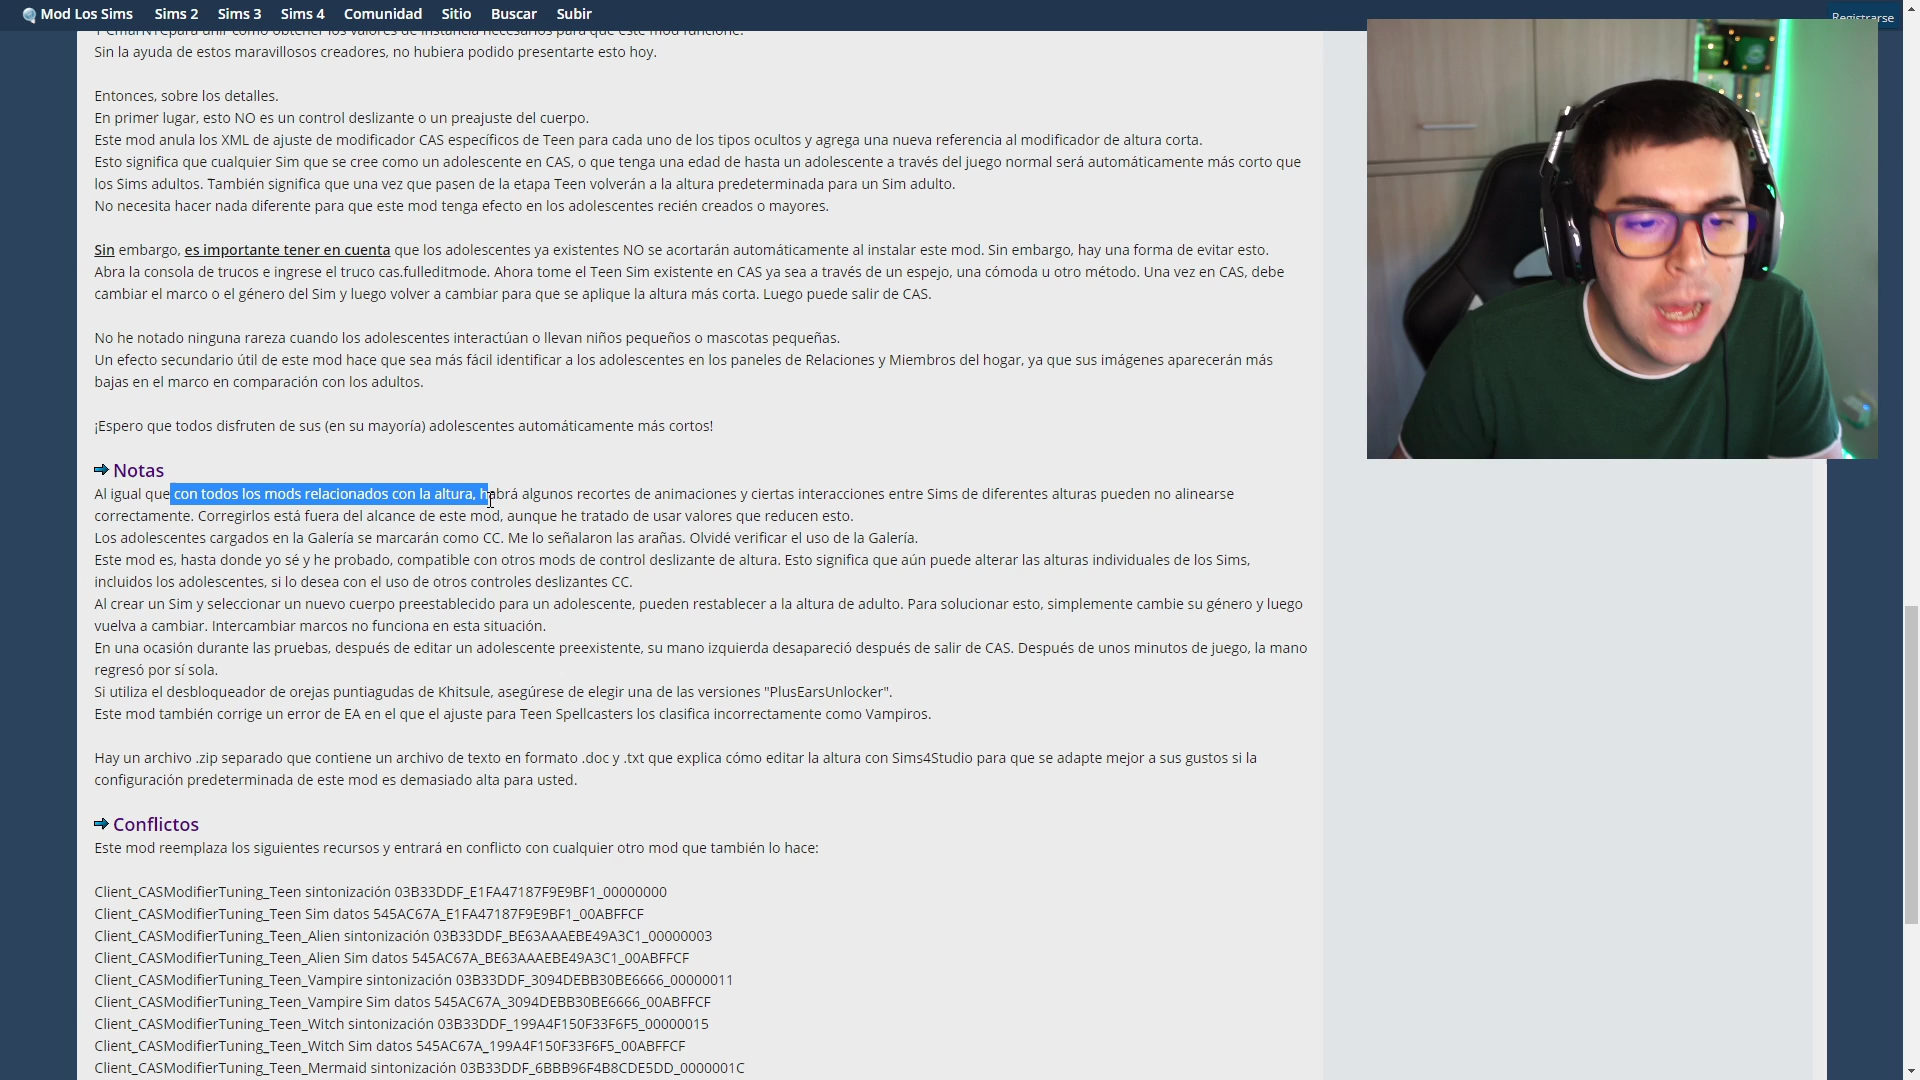 Mod Los Sims Sims 2 Sims 3 Sims 4 Comunidad Sitio Buscar Subir
Registrarse
para unir como obtener los valores de instancia necesarios para que este mod funcione.
Sin la ayuda de estos maravillosos creadores, no hubiera podido presentarte esto hoy.
Entonces, sobre los detalles.
En primer lugar, esto NO es un control deslizante o un preajuste del cuerpo.
Este mod anula los XML de ajuste de modificador CAS específicos de Teen para cada uno de los tipos ocultos y agrega una nueva referencia al modificador de altura corta.
Esto significa que cualquier Sim que se cree como un adolescente en CAS, o que tenga una edad de hasta un adolescente a través del juego normal será automáticamente más corto que
los Sims adultos. También significa que una vez que pasen de la etapa Teen volverán a la altura predeterminada para un Sim adulto.
No necesita hacer nada diferente para que este mod tenga efecto en los adolescentes recién creados o mayores.
Sin embargo, es importante tener en cuenta que los adolescentes ya existentes NO se acortarán automáticamente al instalar este mod. Sin embargo, hay una forma de evitar esto.
Abra la consola de trucos e ingrese el truco cas.fulleditmode. Ahora tome el Teen Sim existente en CAS ya sea a través de un espejo, una cómoda u otro método. Una vez en CAS, debe
cambiar el marco o el género del Sim y luego volver a cambiar para que se aplique la altura más corta. Luego puede salir de CAS.
No he notado ninguna rareza cuando los adolescentes interactúan o llevan niños pequeños o mascotas pequeñas.
Un efecto secundario útil de este mod hace que sea más fácil identificar a los adolescentes en los paneles de Relaciones y Miembros del hogar, ya que sus imágenes aparecerán más
bajas en el marco en comparación con los adultos.
¡Espero que todos disfruten de sus (en su mayoría) adolescentes automáticamente más cortos!
Notas
Al igual que con todos los mods relacionados con la altura, habrá algunos recortes de animaciones y ciertas interacciones entre Sims de diferentes alturas pueden no alinearse
correctamente. Corregirlos está fuera del alcance de este mod, aunque he tratado de usar valores que reducen esto.
Los adolescentes cargados en la Galería se marcarán como CC. Me lo señalaron las arañas. Olvidé verificar el uso de la Galería.
Este mod es, hasta donde yo sé y he probado, compatible con otros mods de control deslizante de altura. Esto significa que aún puede alterar las alturas individuales de los Sims,
incluidos los adolescentes, si lo desea con el uso de otros controles deslizantes CC.
Al crear un Sim y seleccionar un nuevo cuerpo preestablecido para un adolescente, pueden restablecer a la altura de adulto. Para solucionar esto, simplemente cambie su género y luego
vuelva a cambiar. Intercambiar marcos no funciona en esta situación.
En una ocasión durante las pruebas, después de editar un adolescente preexistente, su mano izquierda desapareció después de salir de CAS. Después de unos minutos de juego, la mano
regresó por sí sola.
Si utiliza el desbloqueador de orejas puntiagudas de Khitsule, asegúrese de elegir una de las versiones "PlusEarsUnlocker".
Este mod también corrige un error de EA en el que el ajuste para Teen Spellcasters los clasifica incorrectamente como Vampiros.
Hay un archivo .zip separado que contiene un archivo de texto en formato .doc y .txt que explica cómo editar la altura con Sims4Studio para que se adapte mejor a sus gustos si la
configuración predeterminada de este mod es demasiado alta para usted.
Conflictos
Este mod reemplaza los siguientes recursos y entrará en conflicto con cualquier otro mod que también lo hace:
Client_CASModifierTuning_Teen sintonización 03B33DDF_E1FA47187F9E9BF1_00000000
Client_CASModifierTuning_Teen Sim datos 545AC67A_E1FA47187F9E9BF1_00ABFFCF
Client_CASModifierTuning_Teen_Alien sintonización 03B33DDF_BE63AAAEBE49A3C1_00000003
Client_CASModifierTuning_Teen_Alien Sim datos 545AC67A_BE63AAAEBE49A3C1_00ABFFCF
Client_CASModifierTuning_Teen_Vampire sintonización 03B33DDF_3094DEBB30BE6666_00000011
Client_CASModifierTuning_Teen_Vampire Sim datos 545AC67A_3094DEBB30BE6666_00ABFFCF
Client_CASModifierTuning_Teen_Witch sintonización 03B33DDF_199A4F150F33F6F5_00000015
Client_CASModifierTuning_Teen_Witch Sim datos 545AC67A_199A4F150F33F6F5_00ABFFCF
Client_CASModifierTuning_Teen_Mermaid sintonización 03B33DDF_6BBB96F4B8CDE5DD_0000001C